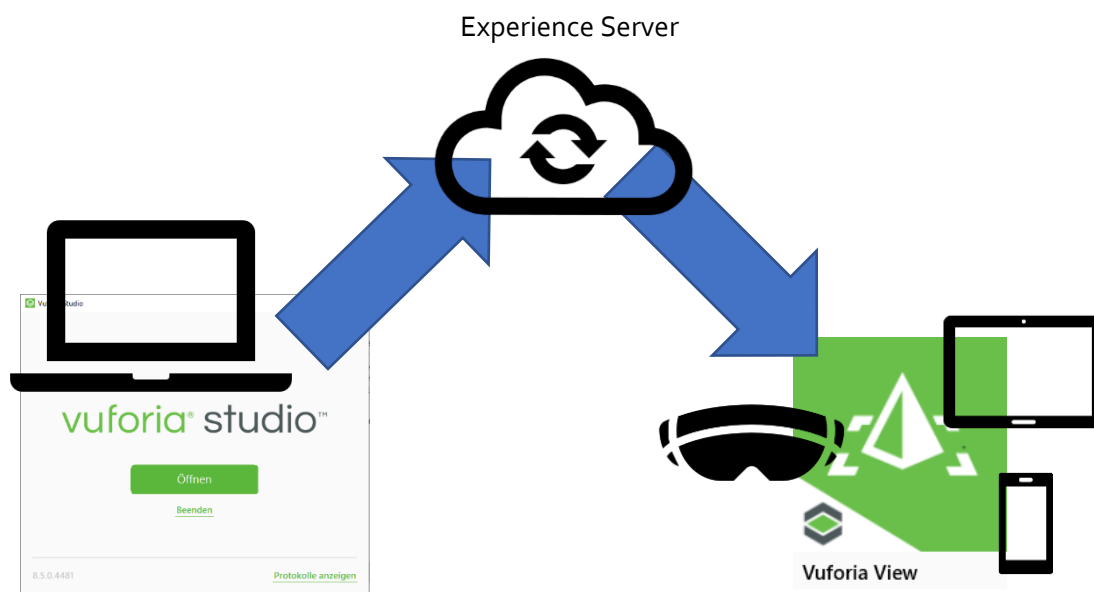 Experience Server
vuforia® studio™
Öffnen
Beenden
8.5.0.4481
Protokolle anzeigen
Vuforia View